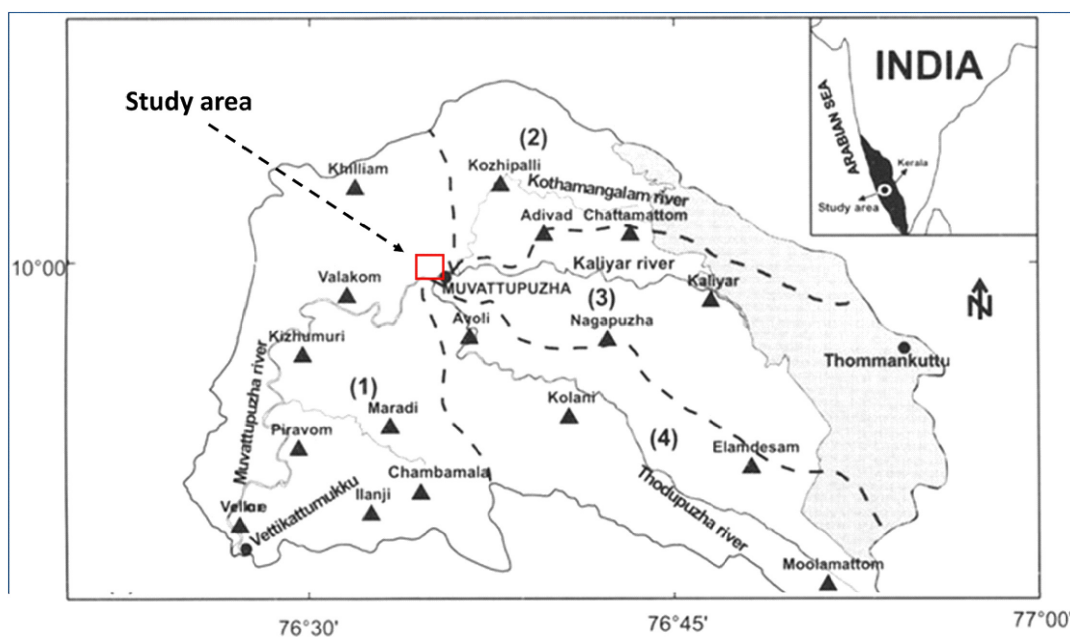 INDIA
ARABIAN SEA
Kerala
Study area
Study area
(2)
Khilliam
Kozhipalli
Kothamangalam river
Adivad
Chattamattom
10°00'
Kaliyar river
Valakom
MUVATTUPUZHA
Kaliyar
(3)
Avoli
Nagapuzha
Kizhumuri
Thommankuttu
Muvattupuzha river
(1)
Maradi
Kolani
(4)
Piravom
Elamdesam
Chambamala
Ilanji
Vettikattumukku
Thodupuzha river
Moolamattom
N
76°30'
76°45'
77°00'